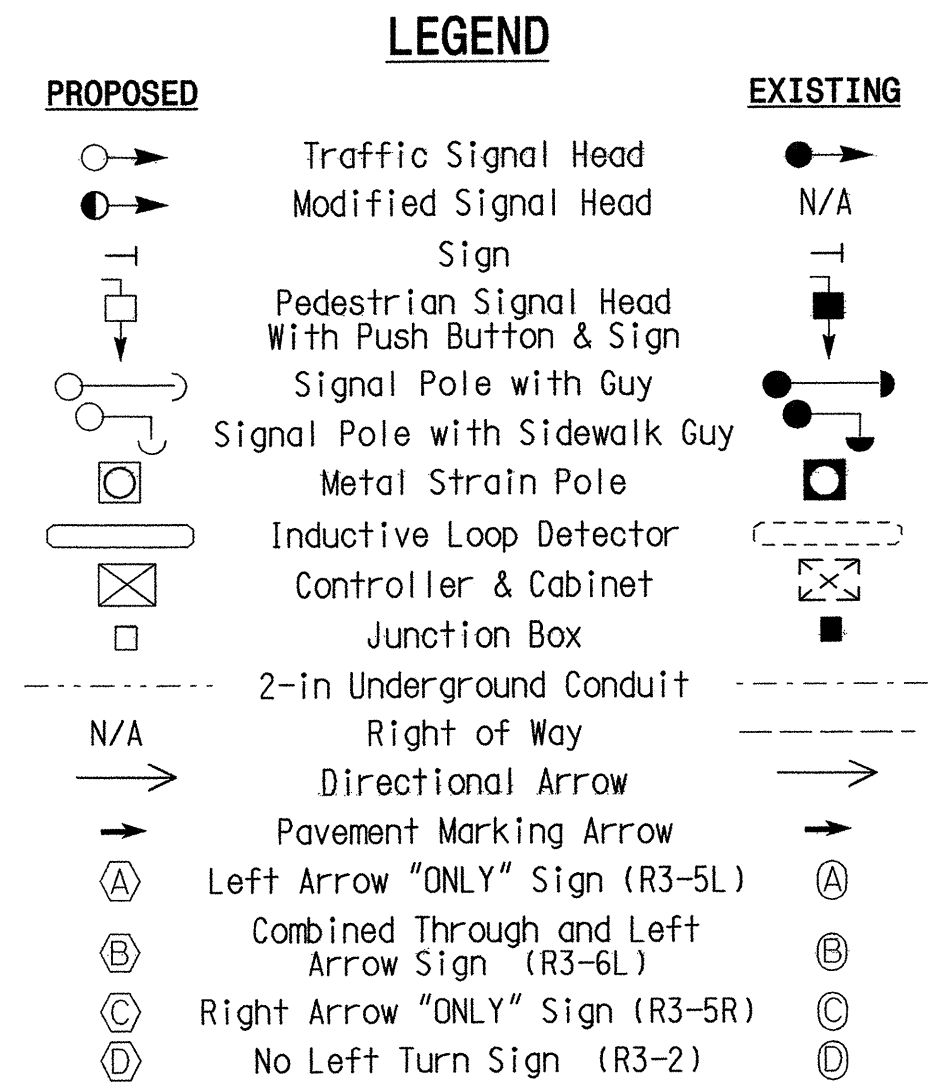 LEGEND
PROPOSED EXISTING
Traffic Signal Head
Modified Signal Head N/A
Sign
Pedestrian Signal Head
With Push Button & Sign
Signal Pole with Guy
Signal Pole with Sidewalk Guy
Metal Strain Pole
Inductive Loop Detector
Controller & Cabinet
Junction Box
2-in Underground Conduit
N/A Right of Way
Directional Arrow
Pavement Marking Arrow
A Left Arrow "ONLY" Sign (R3-5L) A
Combined Through and Left
B Arrow Sign (R3-6L) B
C Right Arrow "ONLY" Sign (R3-5R) C
D No Left Turn Sign (R3-2) D